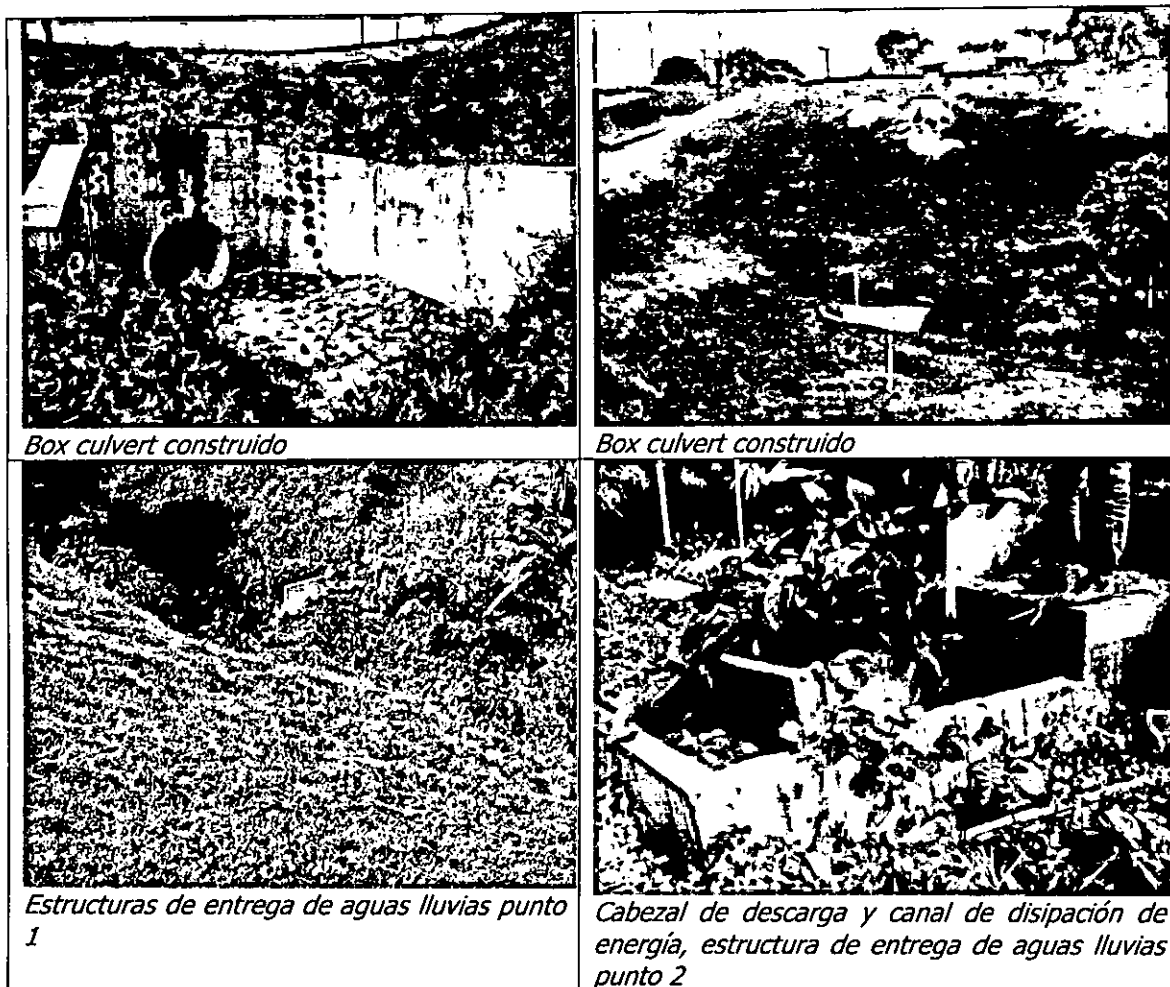 Box culvert construido
Box culvert construido
Estructuras de entrega de aguas lluvias punto
1
Cabezal de descarga y canal de disipación de
energía, estructura de entrega de aguas lluvias
punto 2